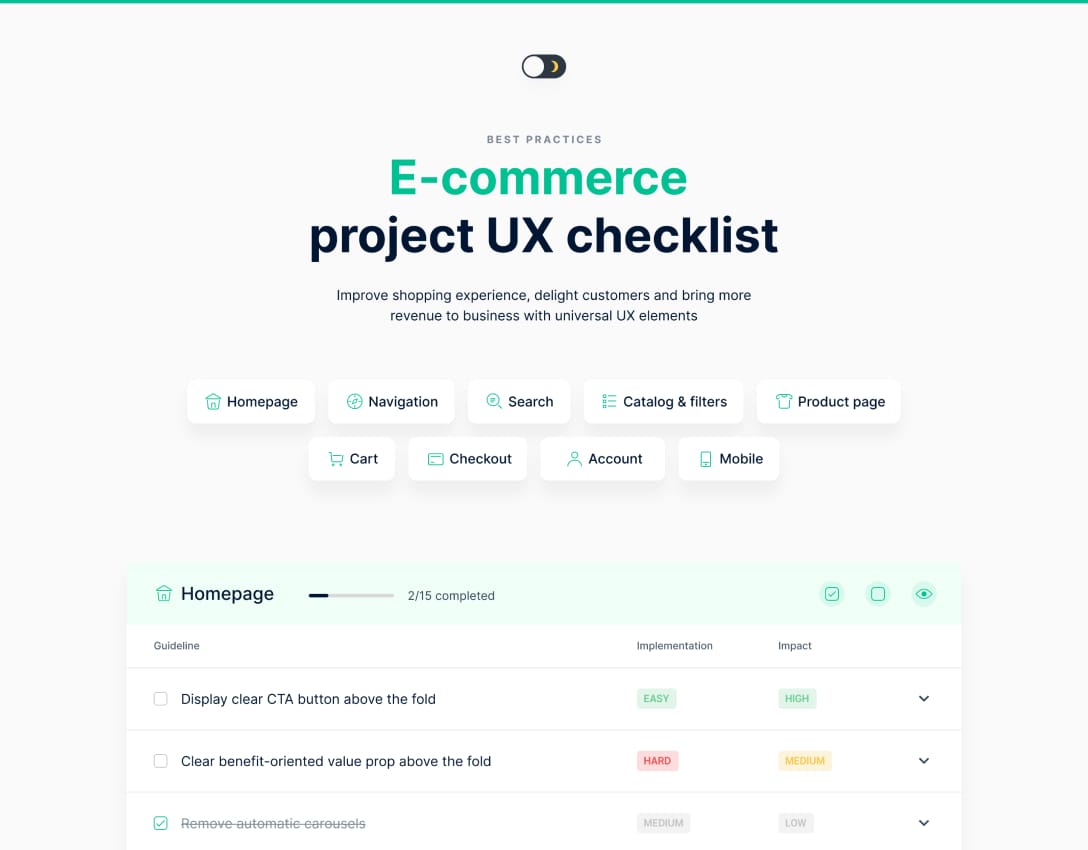 BEST PRACTICES
E-commerce
project UX checklist
Improve shopping experience, delight customers and bring more
revenue to business with universal UX elements
Homepage Navigation Search Catalog & filters Product page
Cart Checkout Account Mobile
Homepage 2/15 completed
Guideline Implementation Impact
Display clear CTA button above the fold EASY HIGH
Clear benefit-oriented value prop above the fold HARD MEDIUM
Remove automatic carousels MEDIUM LOW